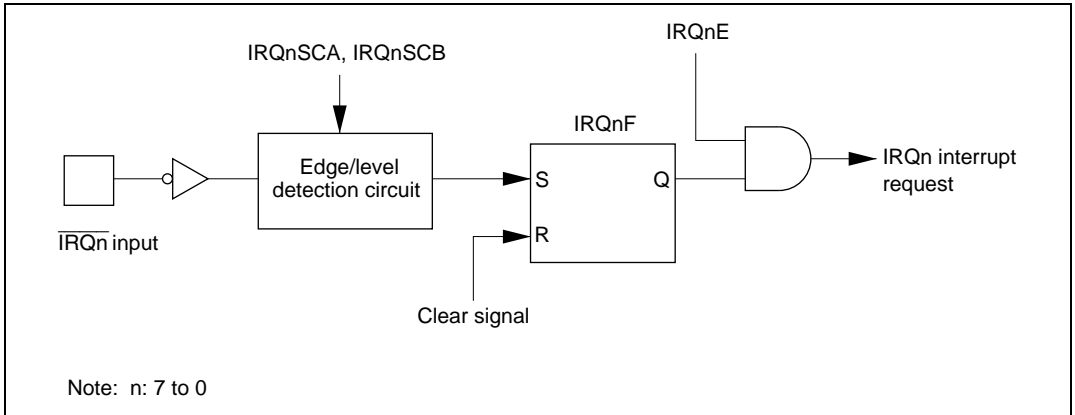 IRQnE
IRQnSCA, IRQnSCB
IRQnF
Edge/level
detection circuit
S
Q
R
IRQn interrupt
request
IRQn input
Clear signal
Note: n: 7 to 0